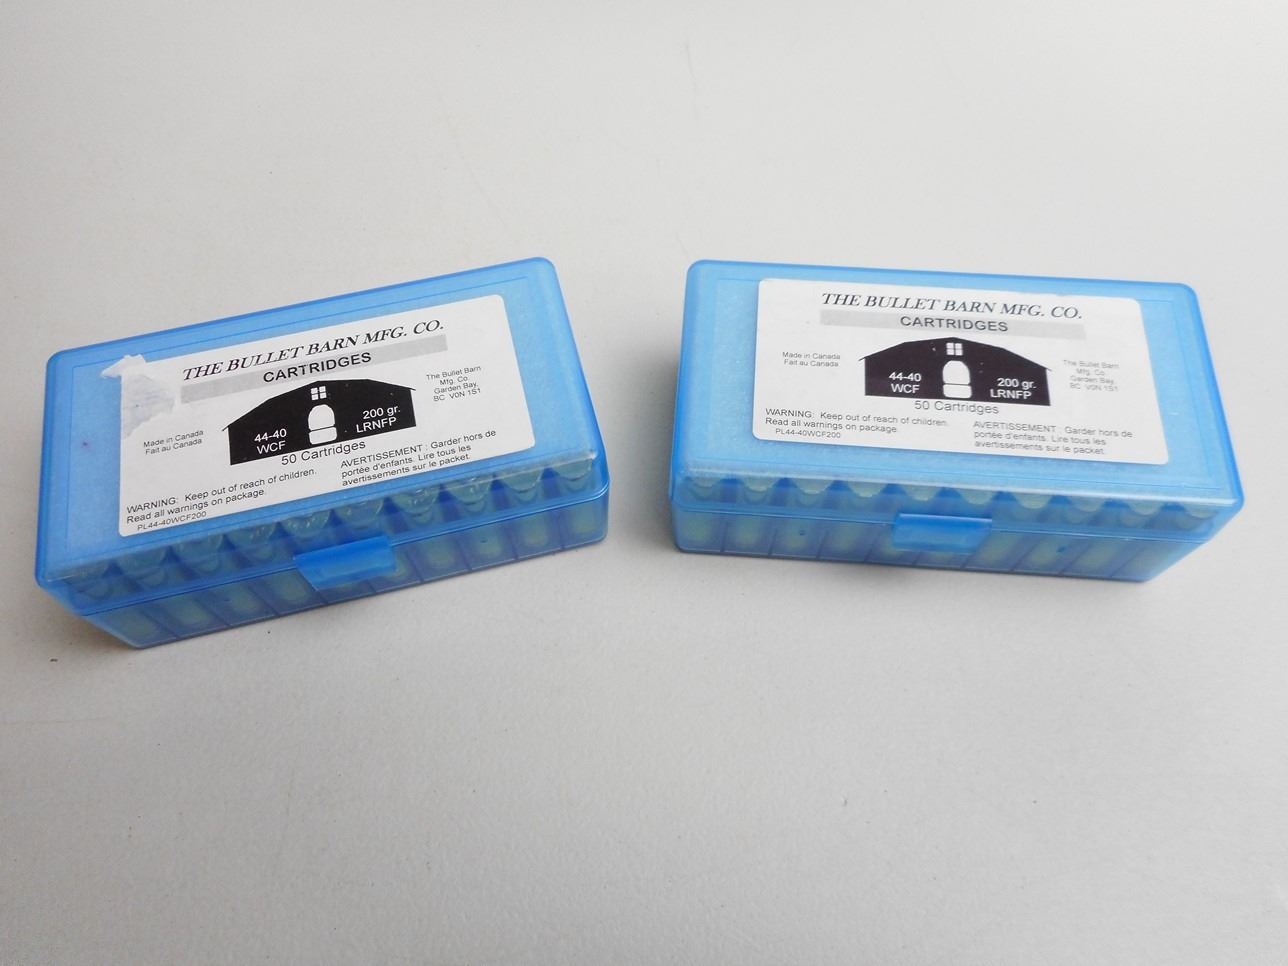 THE BULLET BARN MFG. CO.
CARTRIDGES
Made in Canada
Fait au Canada
44-40
WCF
200 gr.
LRNFP
The Bullet Barn
Mfg. Co.
Garden Bay,
BC V0N 1S1
50 Cartridges
WARNING: Keep out of reach of children.
Read all warnings on package.
PL44-40WCF200
AVERTISSEMENT : Garder hors de
portée d'enfants. Lire tous les
avertissements sur le packet.
THE BULLET BARN MFG. CO.
CARTRIDGES
Made in Canada
Fait au Canada
44-40
WCF
200 gr.
LRNFP
The Bullet Barn
Mfg. Co.
Garden Bay,
BC V0N 1S1
50 Cartridges
WARNING: Keep out of reach of children.
Read all warnings on package.
PL44-40WCF200
AVERTISSEMENT : Garder hors de
portée d'enfants. Lire tous les
avertissements sur le packet.